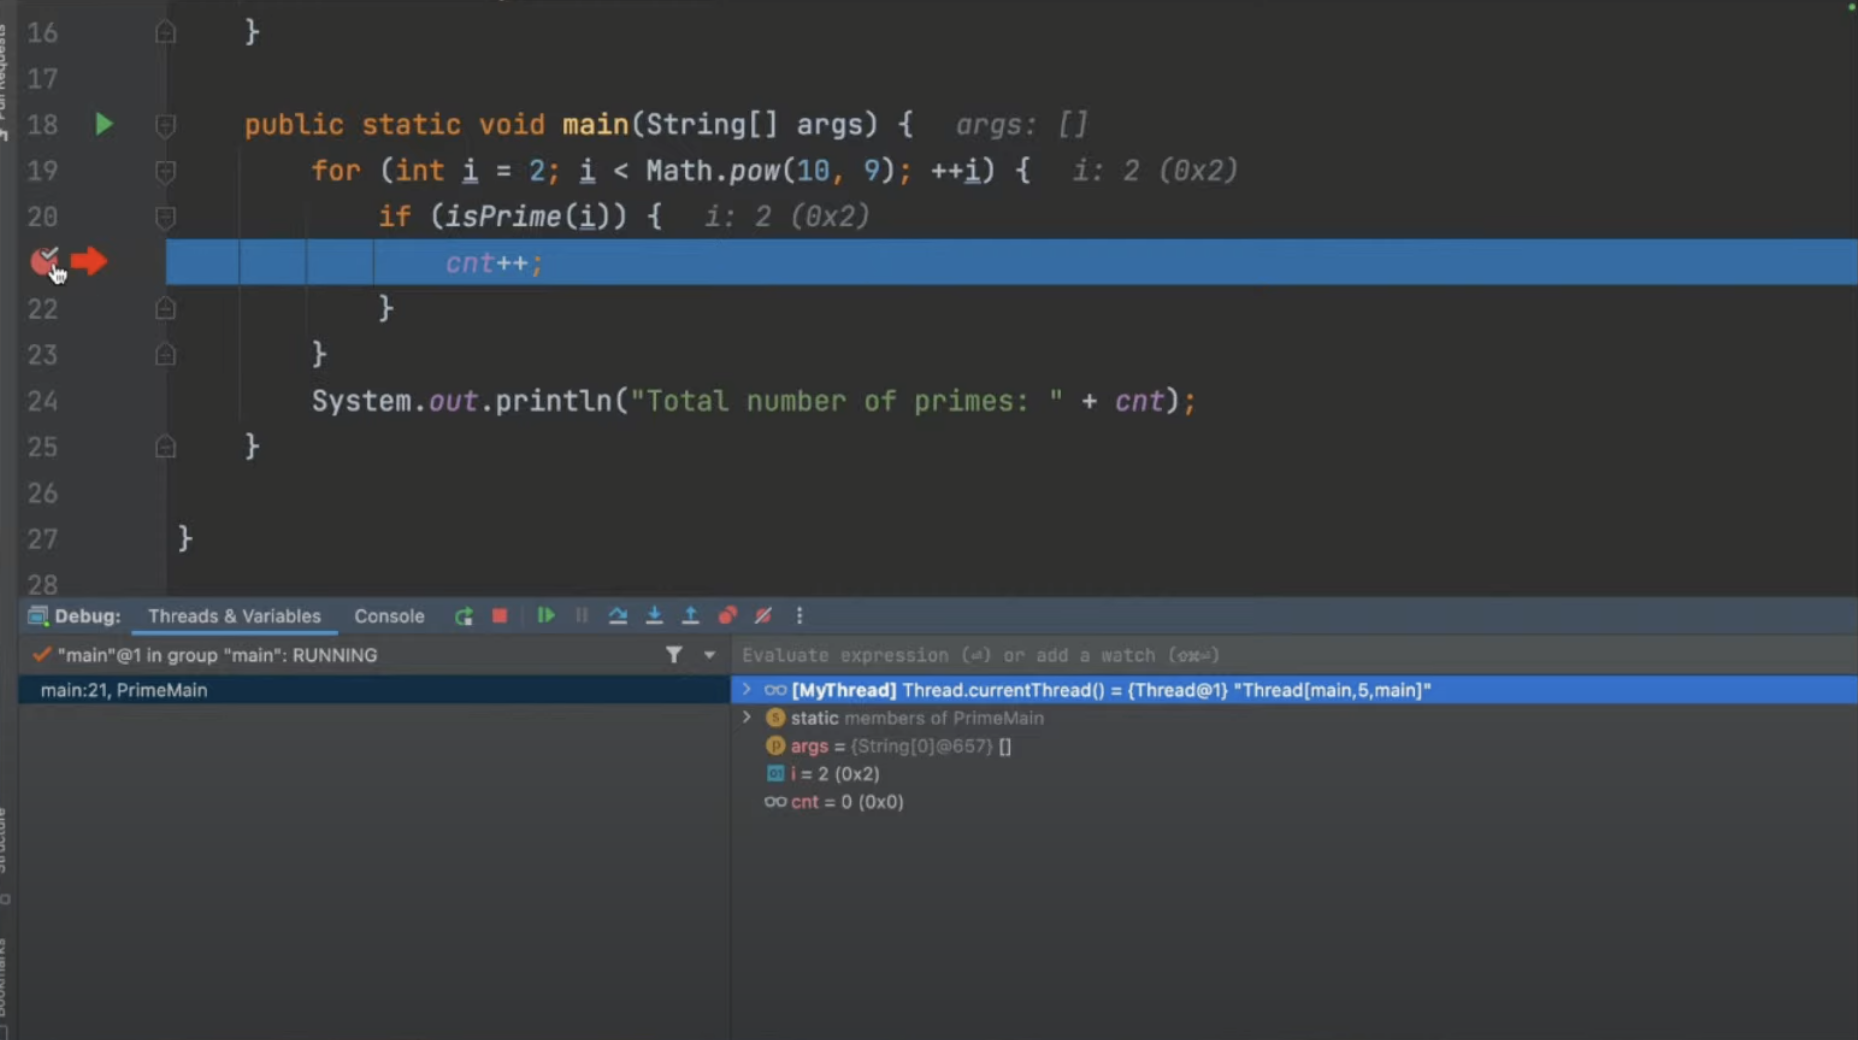 16 }
17
18 public static void main(String[] args) { args: []
19 for (int i = 2; i < Math.pow(10, 9); ++i) { i: 2 (0x2)
20 if (isPrime(i)) { i: 2 (0x2)
cnt++;
22 }
23 }
24 System.out.println("Total number of primes: " + cnt);
25 }
26
27 }
28
Debug: Threads & Variables Console
"main"@1 in group "main": RUNNING
main:21, PrimeMain
Evaluate expression (⏎) or add a watch (⇧⌘⏎)
[MyThread] Thread.currentThread() = {Thread@1} "Thread[main,5,main]"
s static members of PrimeMain
p args = {String[0]@657} []
01 i = 2 (0x2)
cnt = 0 (0x0)
Structure
Bookmarks